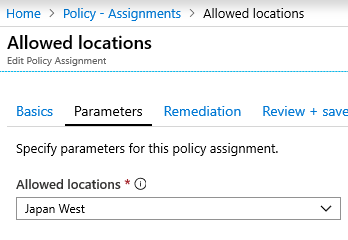 Home > Policy - Assignments > Allowed locations
Allowed locations
Edit Policy Assignment
Basics Parameters Remediation Review + save
Specify parameters for this policy assignment.
Allowed locations * ⓘ
Japan West